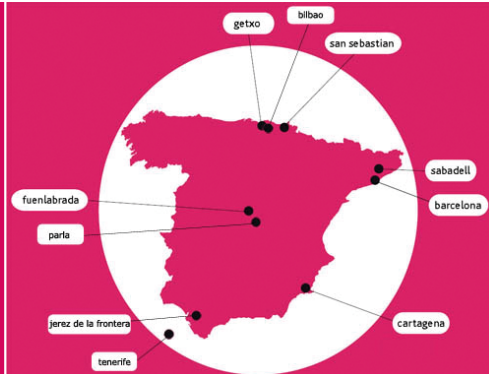 getxo
bilbao
san sebastian
sabadell
fuenlabrada
barcelona
parla
jerez de la frontera
cartagena
tenerife